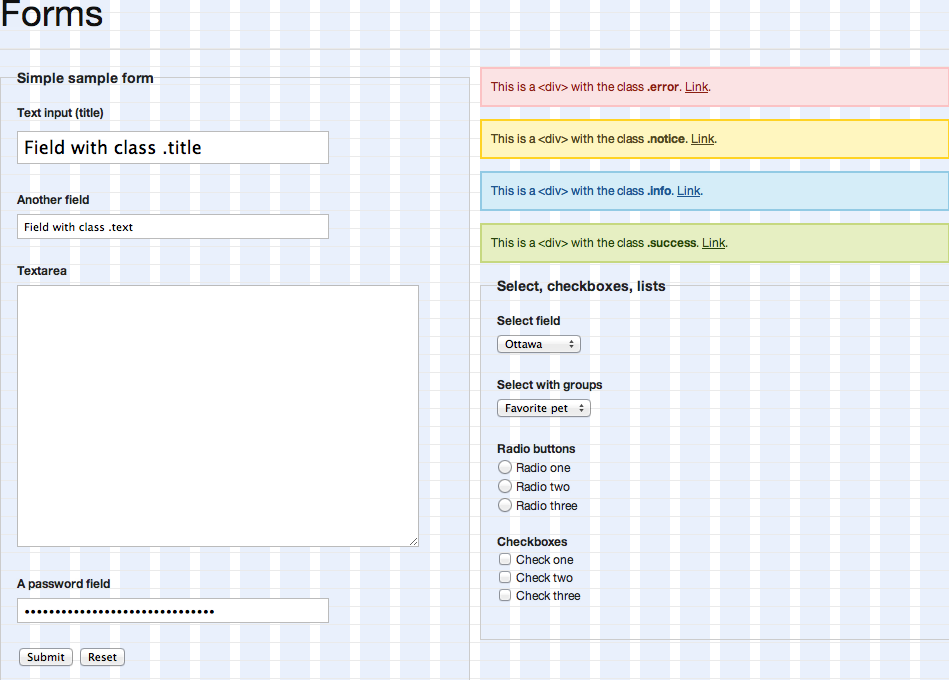 Forms
Simple sample form
Text input (title)
Field with class .title
Another field
Field with class .text
Textarea
A password field
•••••••••••••••••••••••••••••••
Submit Reset
This is a <div> with the class .error. Link.
This is a <div> with the class .notice. Link.
This is a <div> with the class .info. Link.
This is a <div> with the class .success. Link.
Select, checkboxes, lists
Select field
Ottawa
Select with groups
Favorite pet
Radio buttons
Radio one
Radio two
Radio three
Checkboxes
Check one
Check two
Check three